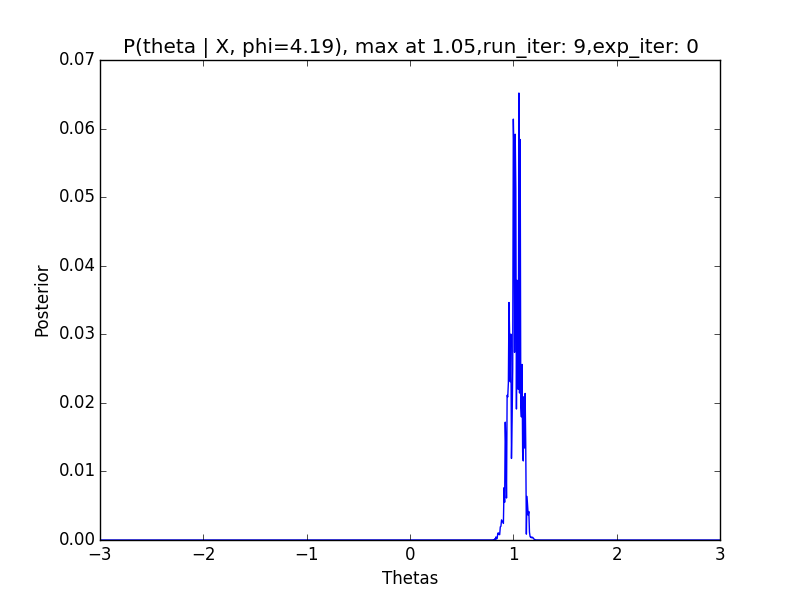 P(theta | X, phi=4.19), max at 1.05,run_iter: 9,exp_iter: 0
0.07
0.06
0.05
0.04
0.03
0.02
0.01
0.00
Posterior
−3 −2 −1 0 1 2 3
Thetas